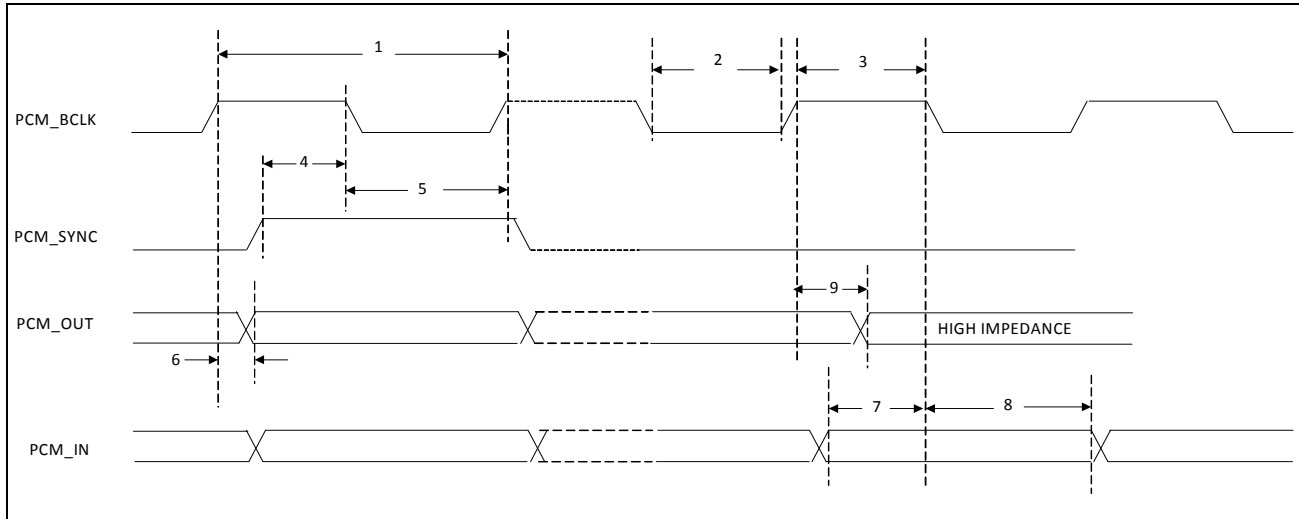 1
2
3
PCM_BCLK
4
5
PCM_SYNC
9
PCM_OUT
HIGH IMPEDANCE
6
7
8
PCM_IN